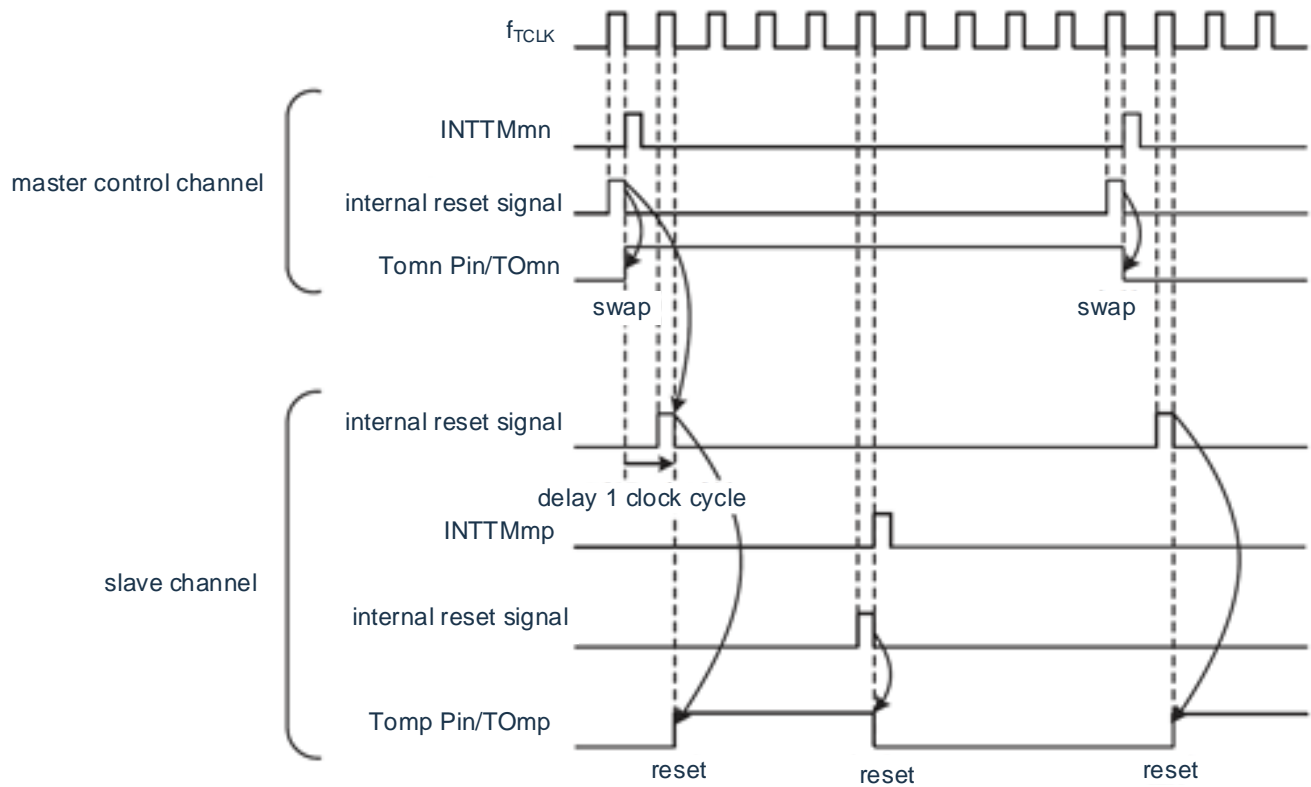 fTCLK
INTTMmn
master control channel
internal reset signal
Tomn Pin/TOmn
swap
swap
internal reset signal
delay 1 clock cycle
INTTMmp
slave channel
internal reset signal
Tomp Pin/TOmp
reset
reset
reset